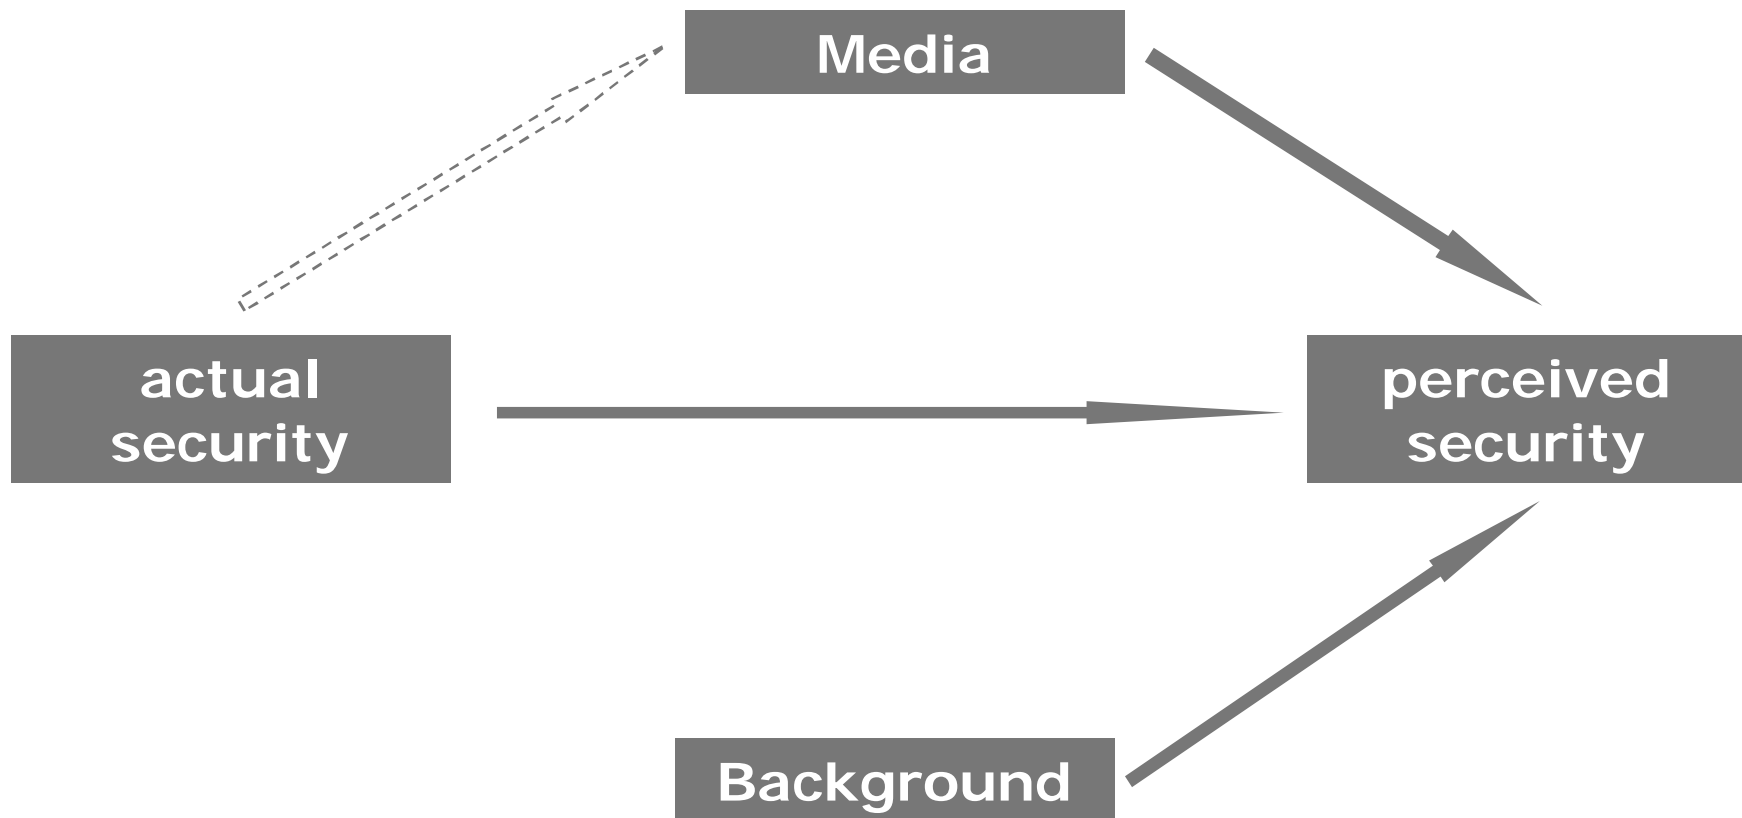 Media
actual
security
perceived
security
Background